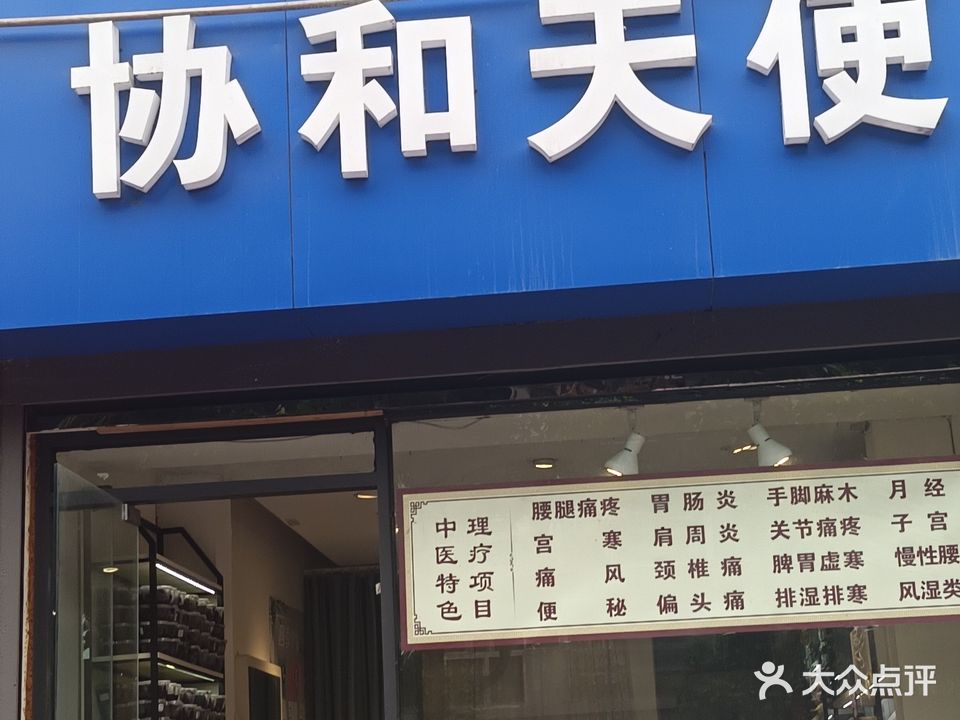 协和天使
中医特色 理疗项目
腰腿痛疼 胃肠炎 手脚麻木 月经
宫寒 肩周炎 关节痛疼 子宫
痛风 颈椎痛 脾胃虚寒 慢性腰
便秘 偏头痛 排湿排寒 风湿类
大众点评